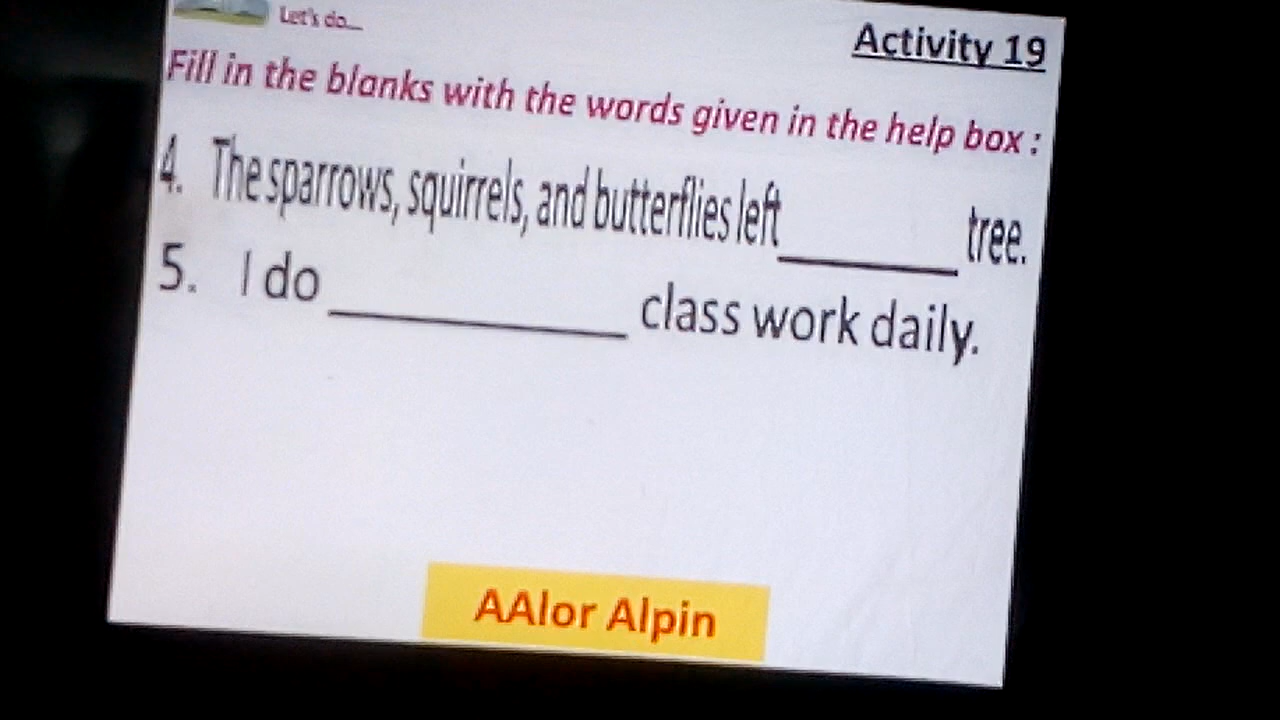 Let's do...
Activity 19
Fill in the blanks with the words given in the help box :
4. The sparrows, squirrels, and butterflies left ________ tree.
5. I do ____________ class work daily.
AAlor Alpin